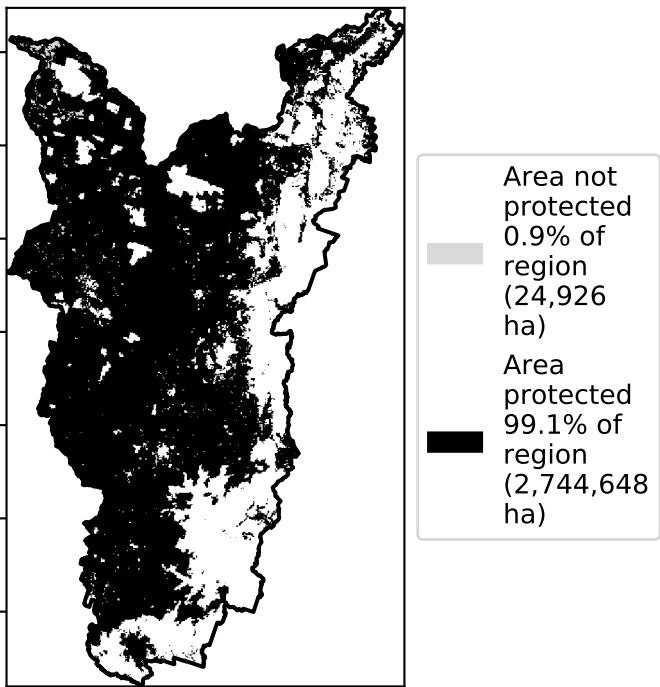 Area not
protected
0.9% of
region
(24,926
ha)
Area
protected
99.1% of
region
(2,744,648
ha)